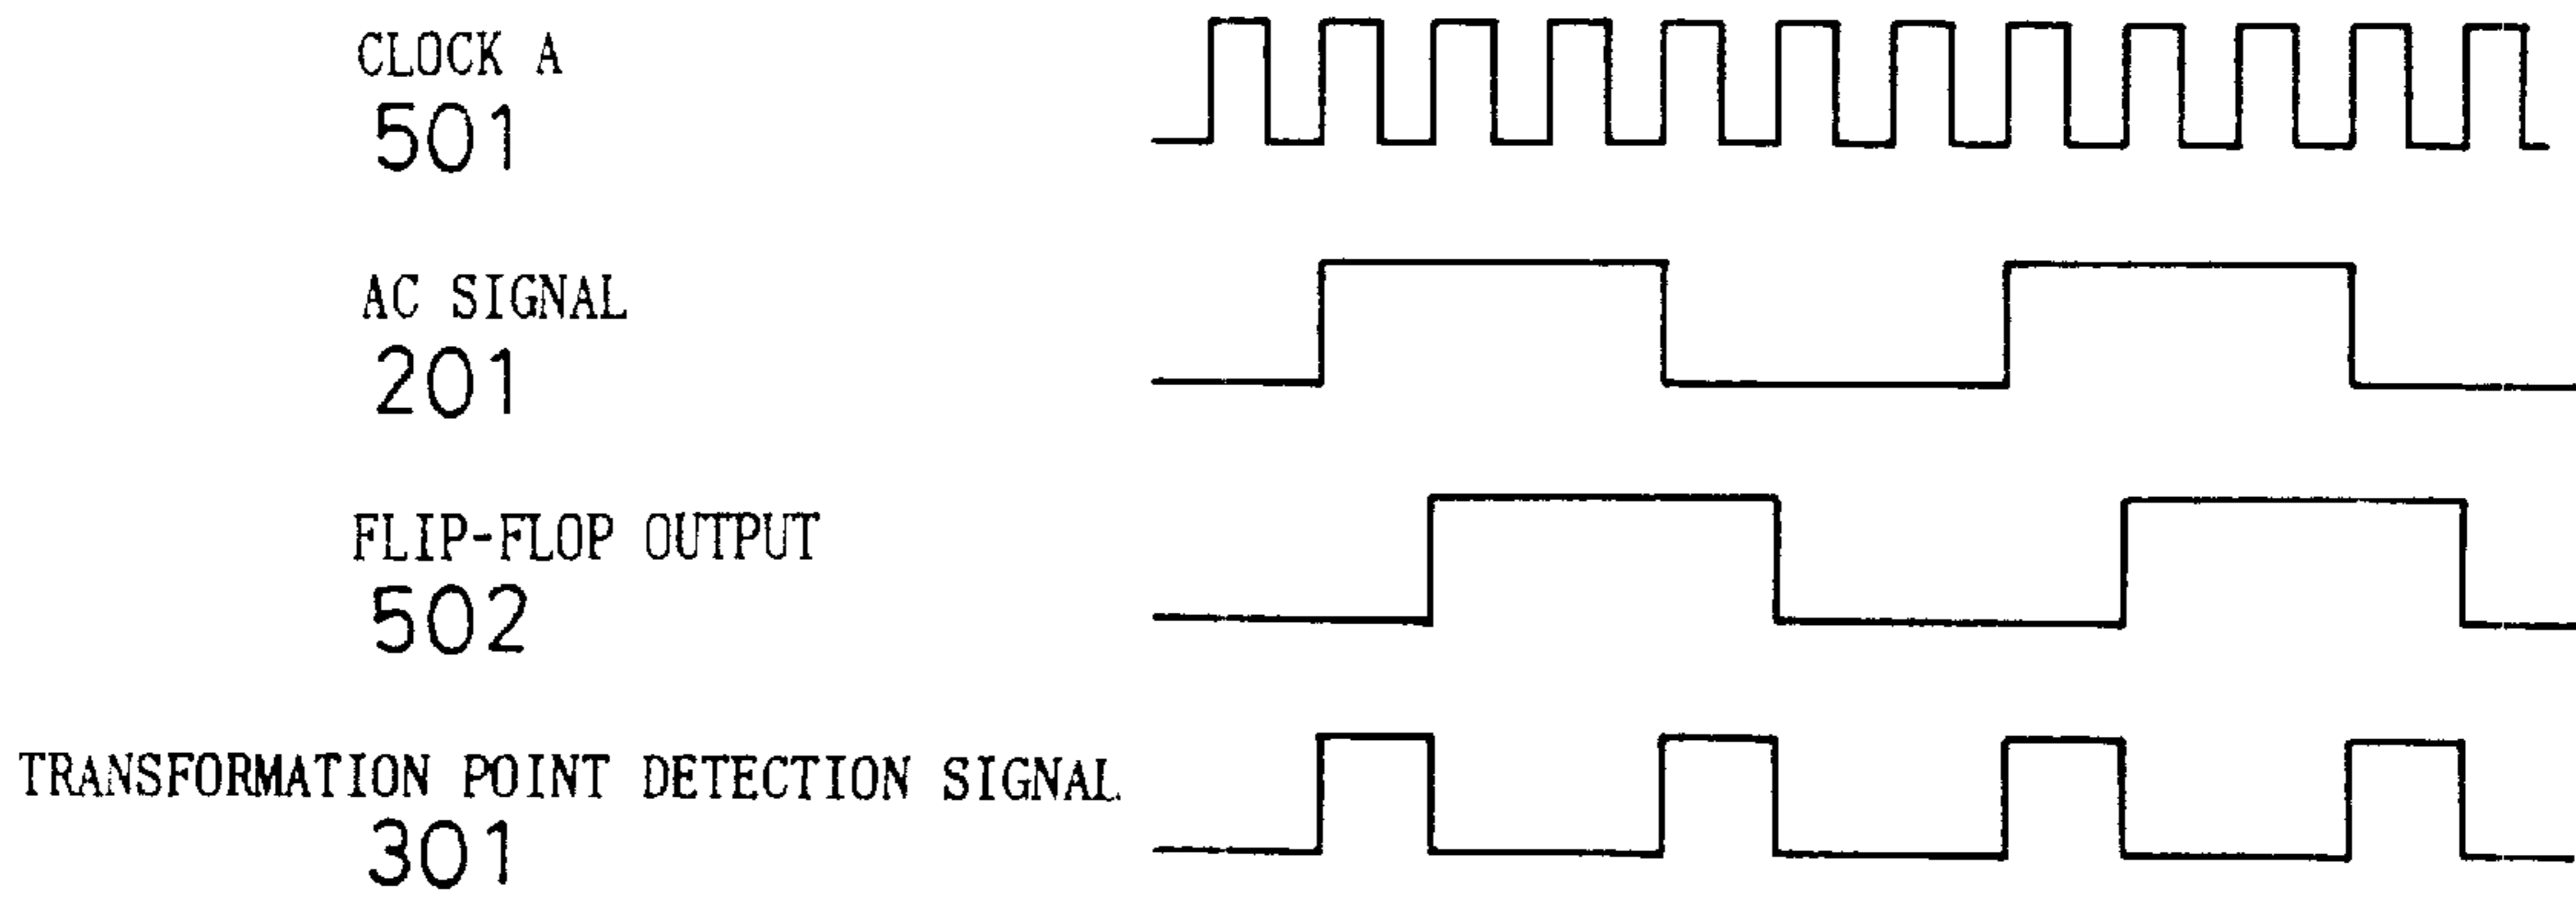 CLOCK A
501
AC SIGNAL
201
FLIP-FLOP OUTPUT
502
TRANSFORMATION POINT DETECTION SIGNAL
301